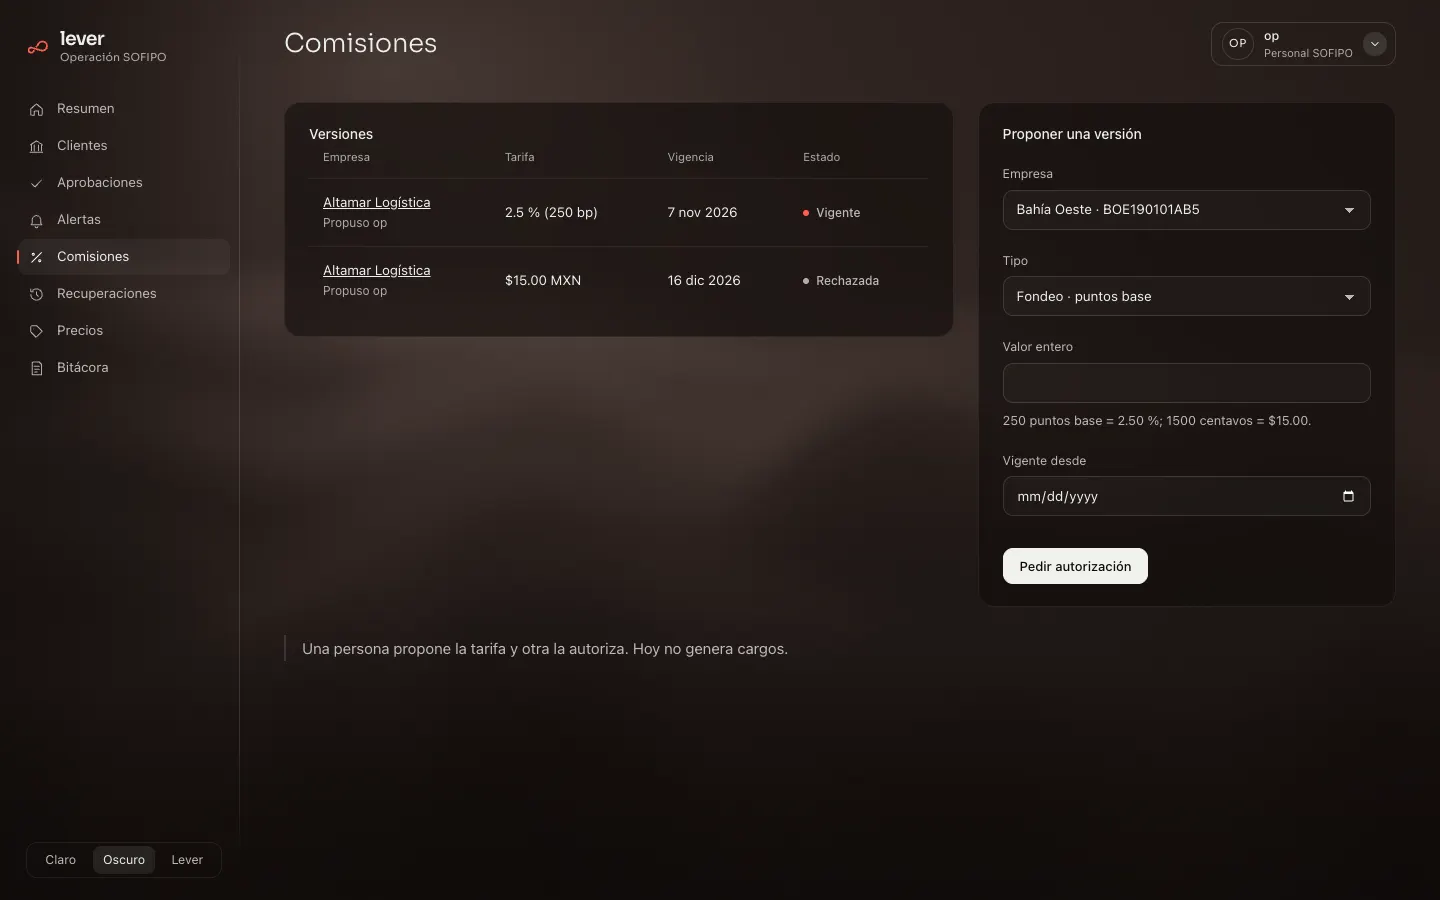 lever
Operación SOFIPO
Resumen
Clientes
Aprobaciones
Alertas
Comisiones
Recuperaciones
Precios
Bitácora
Claro
Oscuro
Lever
Comisiones
OP
op
Personal SOFIPO
Versiones
Empresa Tarifa Vigencia Estado
Altamar Logística
Propuso op
2.5 % (250 bp)
7 nov 2026
Vigente
Altamar Logística
Propuso op
$15.00 MXN
16 dic 2026
Rechazada
Proponer una versión
Empresa
Bahía Oeste · BOE190101AB5
Tipo
Fondeo · puntos base
Valor entero
250 puntos base = 2.50 %; 1500 centavos = $15.00.
Vigente desde
mm/dd/yyyy
Pedir autorización
Una persona propone la tarifa y otra la autoriza. Hoy no genera cargos.